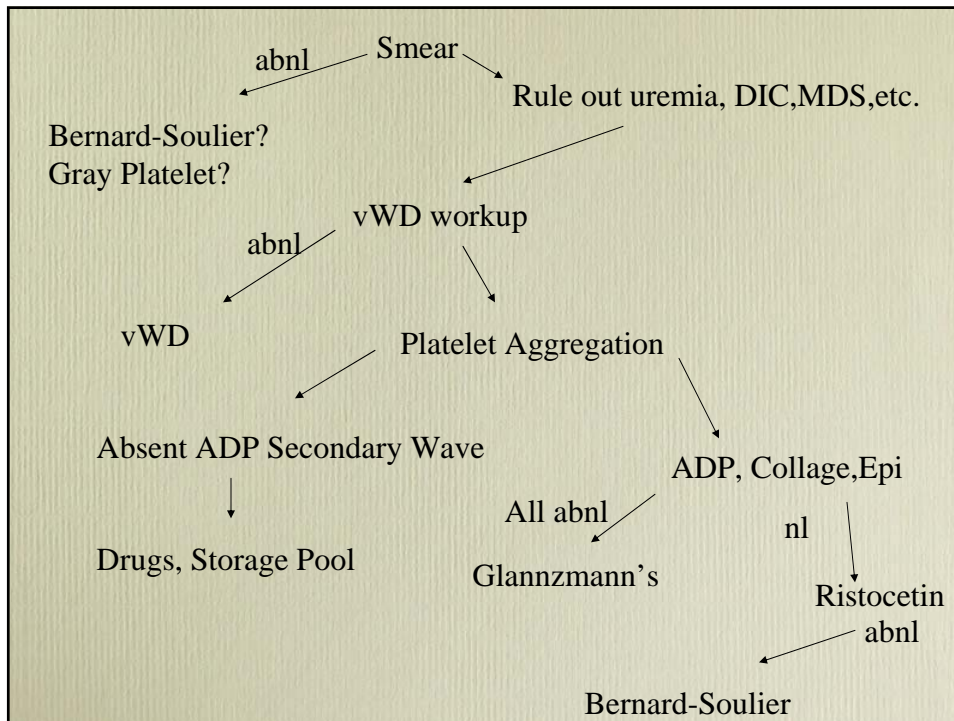 Smear
abnl
Rule out uremia, DIC,MDS,etc.
Bernard-Soulier?
Gray Platelet?
vWD workup
abnl
vWD
Platelet Aggregation
Absent ADP Secondary Wave
ADP, Collage,Epi
All abnl
nl
Drugs, Storage Pool
Glannzmann’s
Ristocetin
abnl
Bernard-Soulier